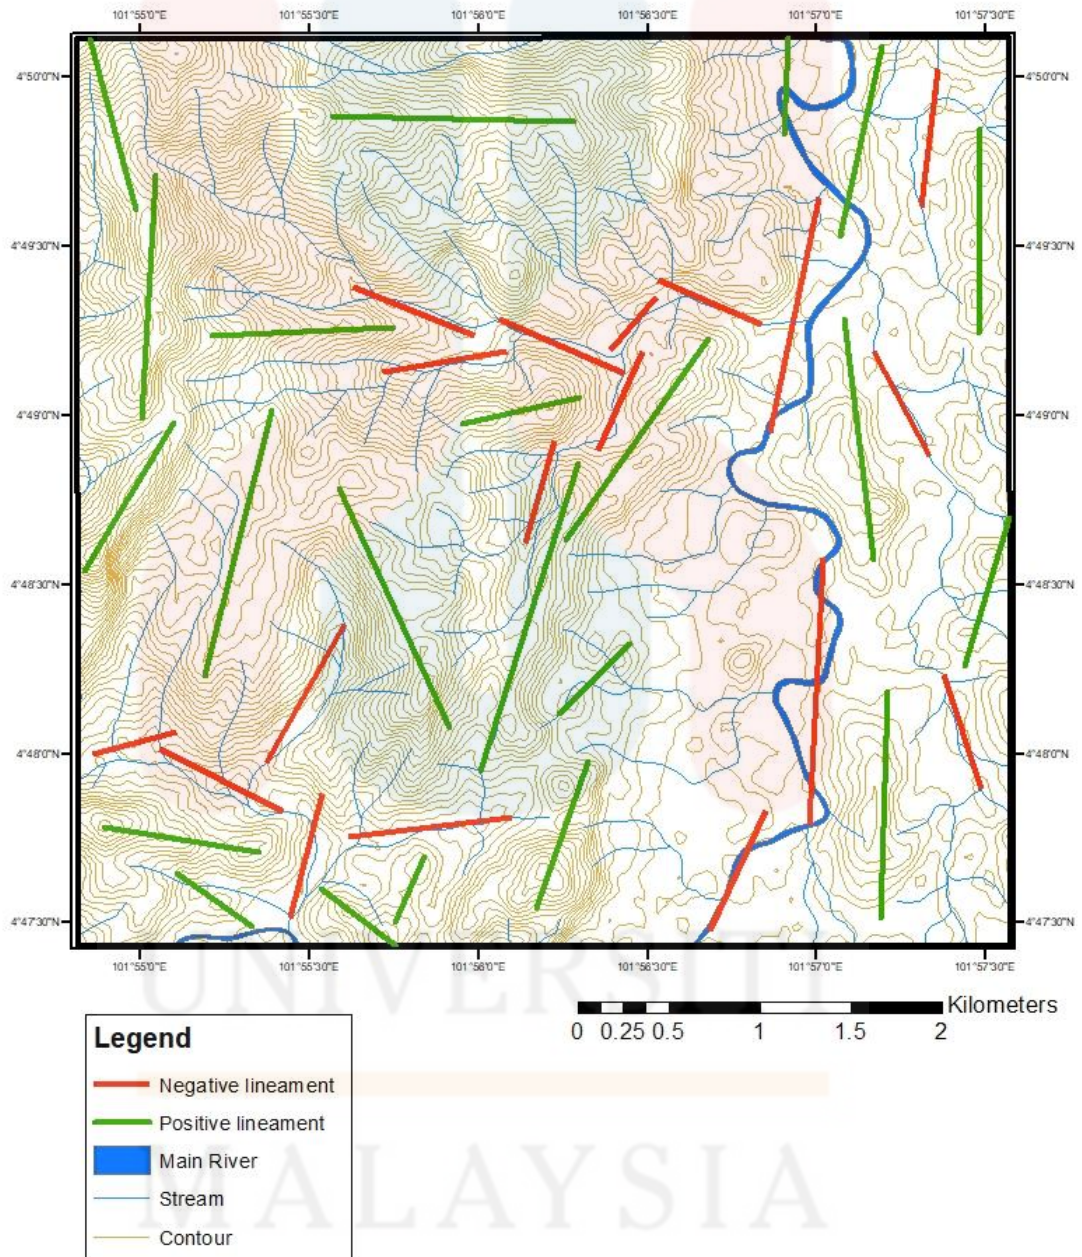 101°55'0"E 101°55'30"E 101°56'0"E 101°56'30"E 101°57'0"E 101°57'30"E
4°50'0"N 4°50'0"N
4°49'30"N 4°49'30"N
4°49'0"N 4°49'0"N
4°48'30"N 4°48'30"N
4°48'0"N 4°48'0"N
4°47'30"N 4°47'30"N
101°55'0"E 101°55'30"E 101°56'0"E 101°56'30"E 101°57'0"E 101°57'30"E
UNIVERSITI
Kilometers
0 0.25 0.5 1 1.5 2
Legend
Negative lineament
Positive lineament
Main River
Stream
Contour
MALAYSIA